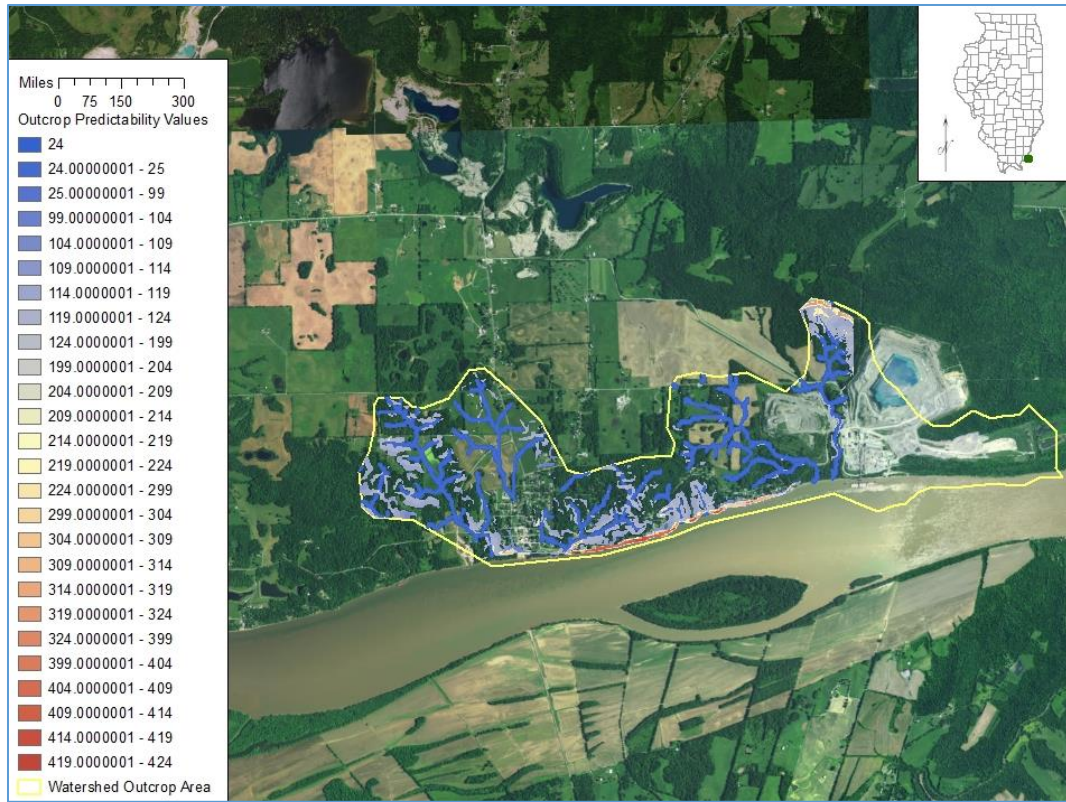 Miles
0 75 150 300
Outcrop Predictability Values
24
24.00000001 - 25
25.00000001 - 99
99.00000001 - 104
104.0000001 - 109
109.0000001 - 114
114.0000001 - 119
119.0000001 - 124
124.0000001 - 199
199.0000001 - 204
204.0000001 - 209
209.0000001 - 214
214.0000001 - 219
219.0000001 - 224
224.0000001 - 299
299.0000001 - 304
304.0000001 - 309
309.0000001 - 314
314.0000001 - 319
319.0000001 - 324
324.0000001 - 399
399.0000001 - 404
404.0000001 - 409
409.0000001 - 414
414.0000001 - 419
419.0000001 - 424
Watershed Outcrop Area
N